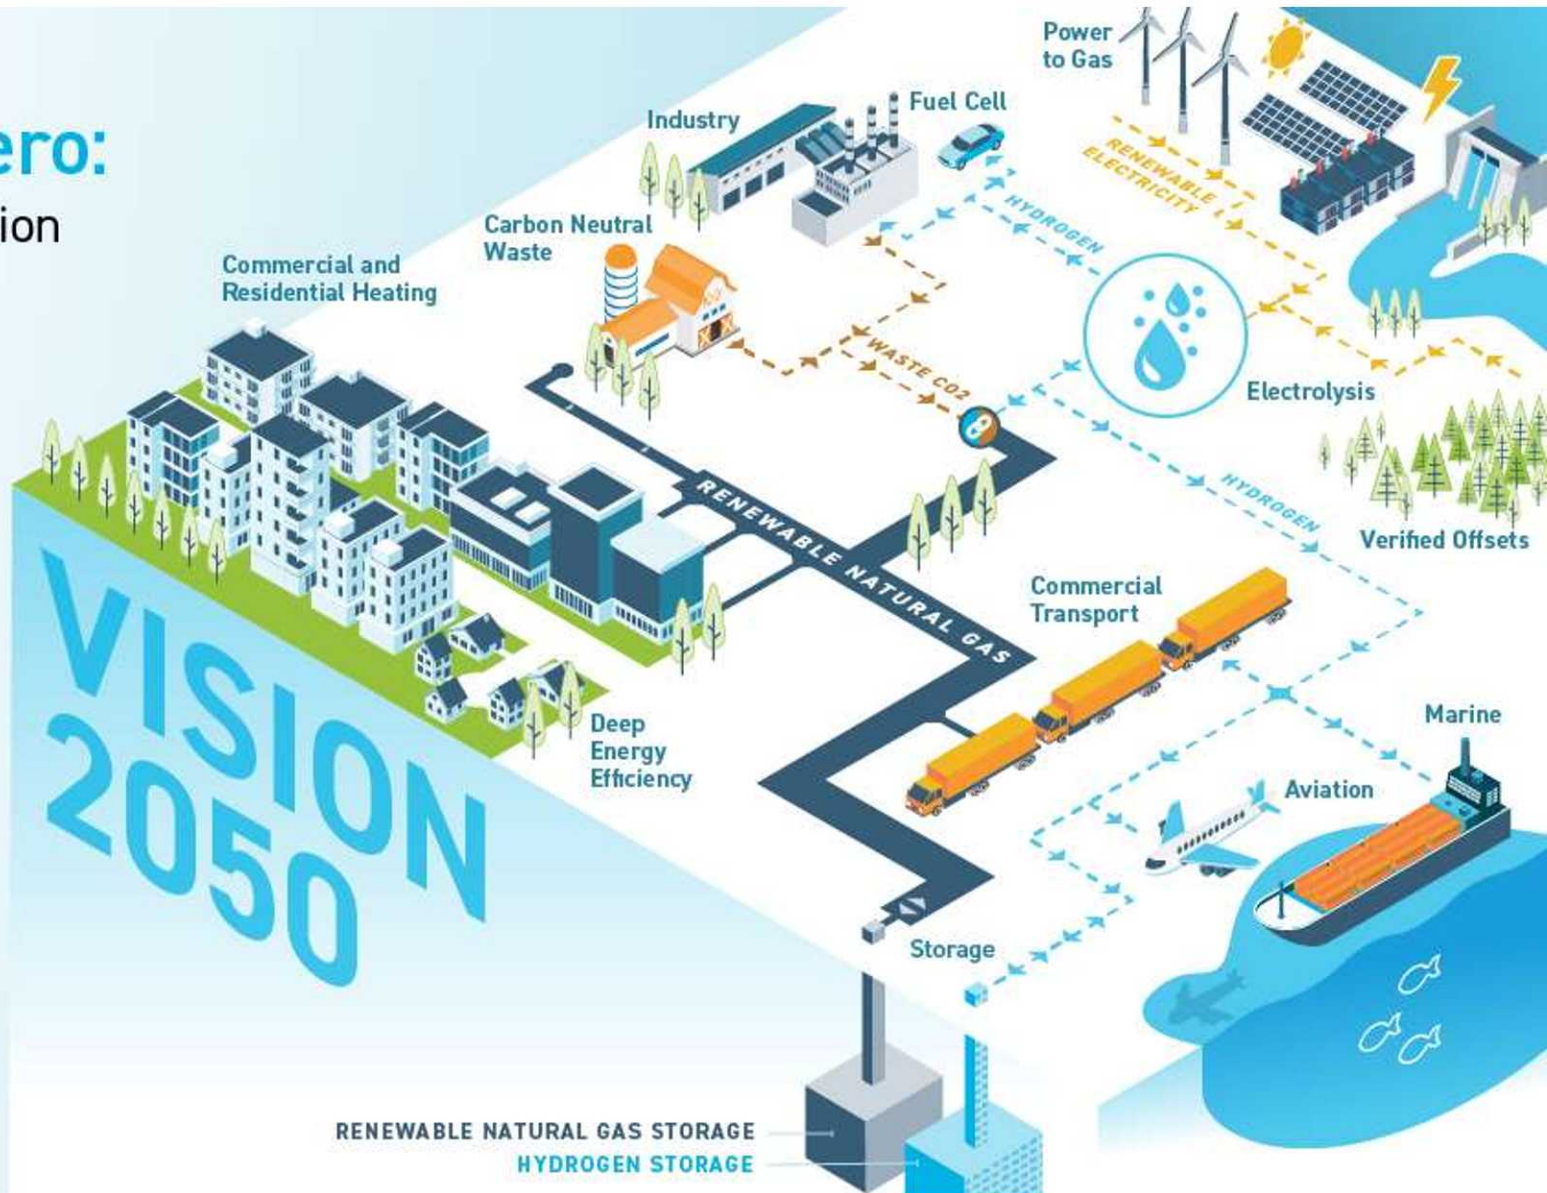 ero:
ion
Power
to Gas
Fuel Cell
Industry
RENEWABLE
ELECTRICITY
HYDROGEN
Carbon Neutral
Waste
Commercial and
Residential Heating
WASTE CO2
Electrolysis
RENEWABLE NATURAL GAS
HYDROGEN
Verified Offsets
Commercial
Transport
VISION
2050
Deep
Energy
Efficiency
Marine
Aviation
Storage
RENEWABLE NATURAL GAS STORAGE
HYDROGEN STORAGE